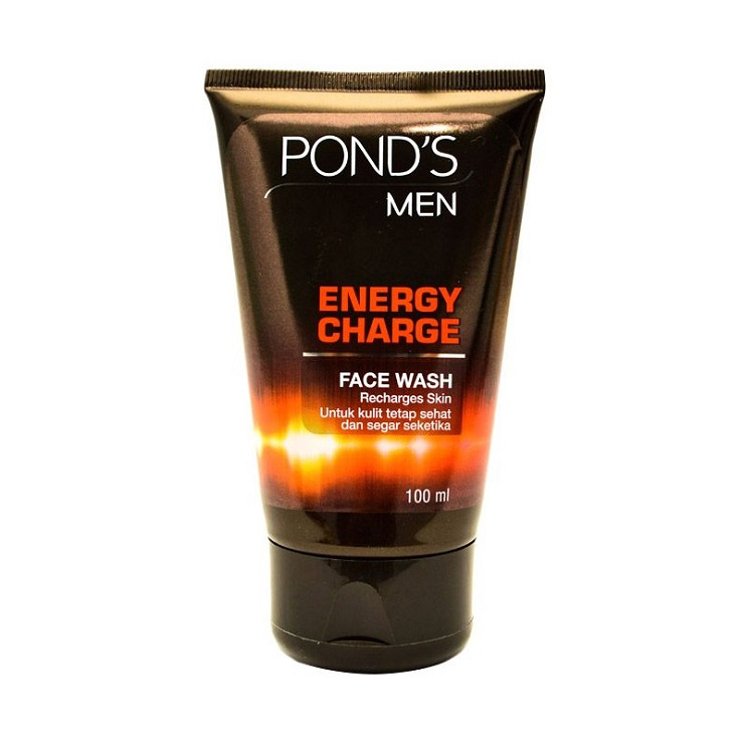 POND'S
MEN
ENERGY
CHARGE
FACE WASH
Recharges Skin
Untuk kulit tetap sehat
dan segar seketika
100 ml